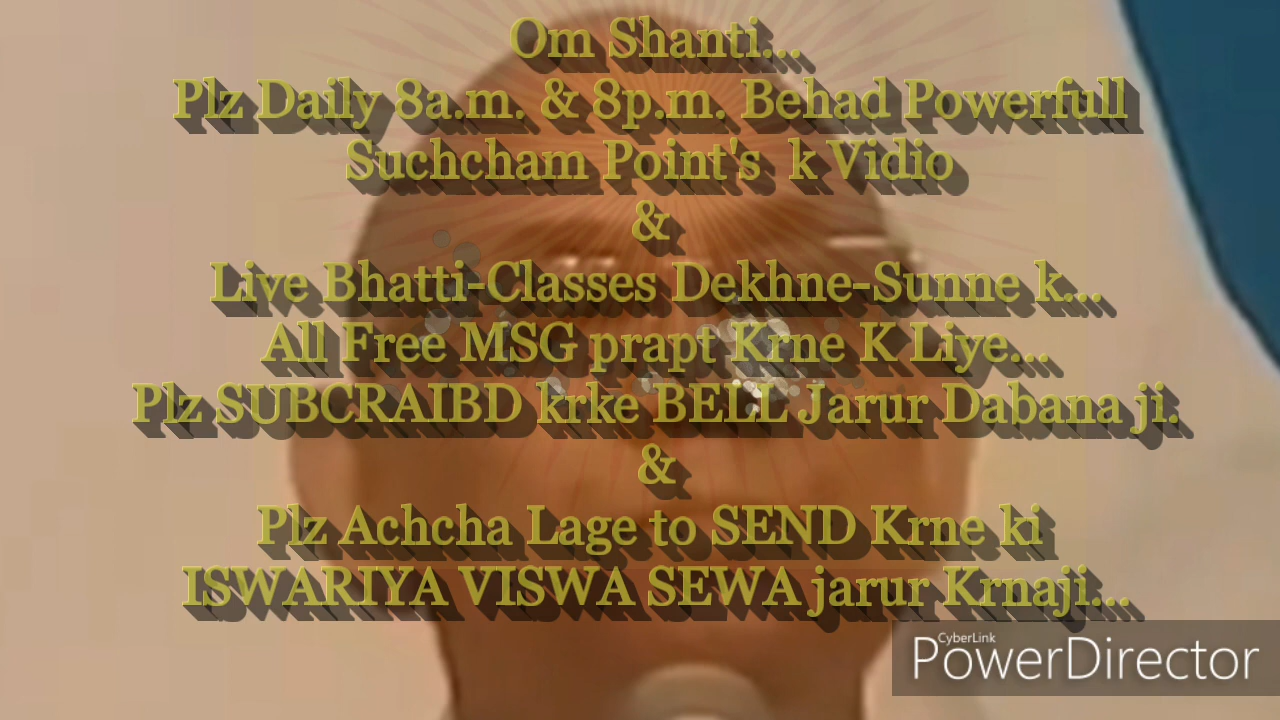 Om Shanti...
Plz Daily 8a.m. & 8p.m. Behad Powerfull
Suchcham Point's k Vidio
&
Live Bhatti-Classes Dekhne-Sunne k...
All Free MSG prapt Krne K Liye...
Plz SUBCRAIBD krke BELL Jarur Dabana ji.
&
Plz Achcha Lage to SEND Krne ki
ISWARIYA VISWA SEWA jarur Krnaji...
CyberLink
PowerDirector